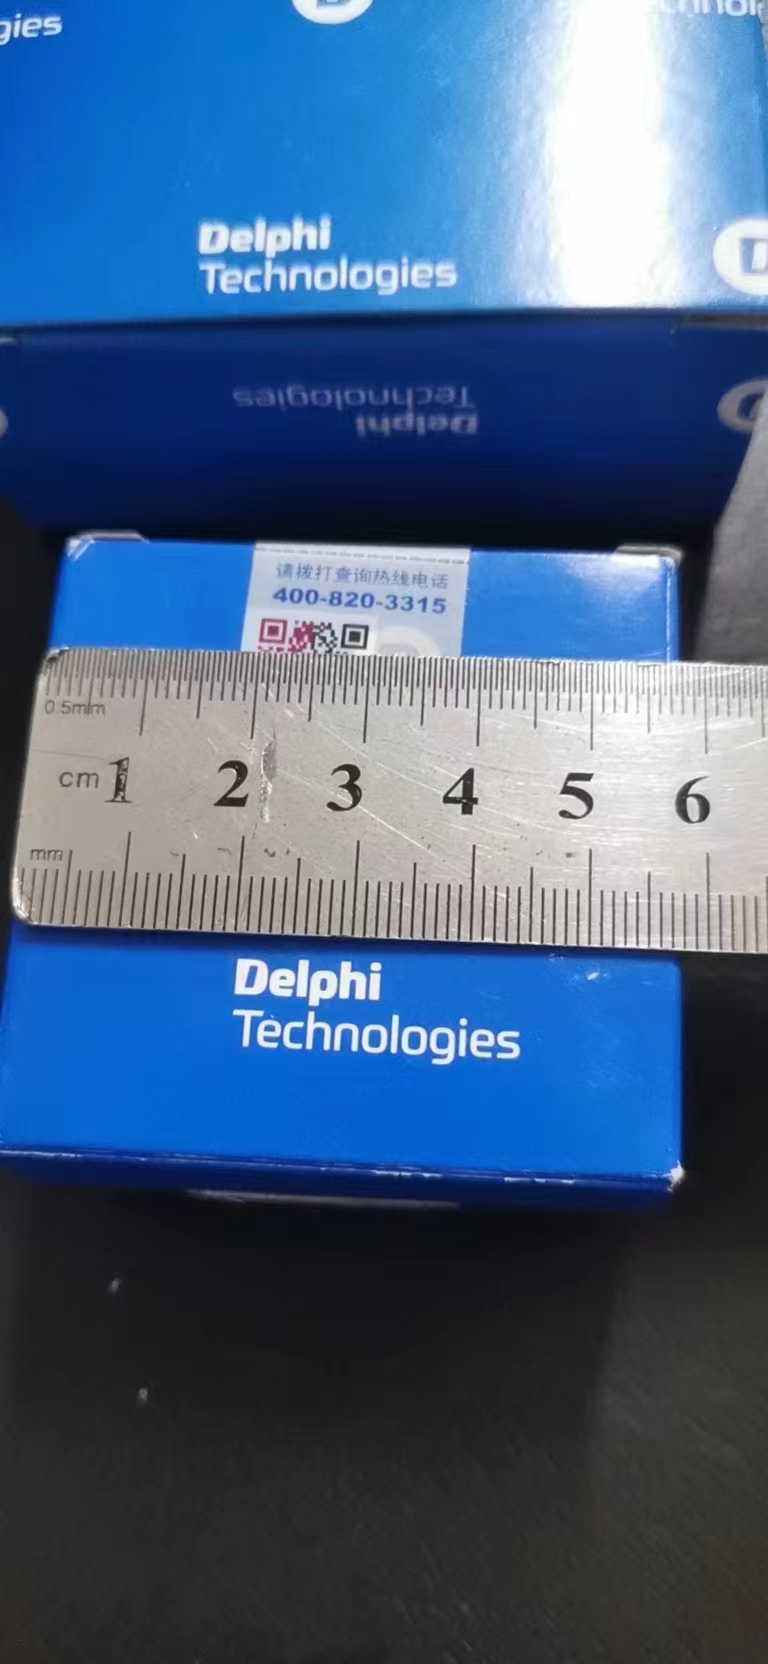 gies
Technolo
Delphi
Technologies
Delphi
Technologies
请拨打查询热线电话
400-820-3315
0.5mm
cm 1 2 3 4 5 6
mm
Delphi
Technologies